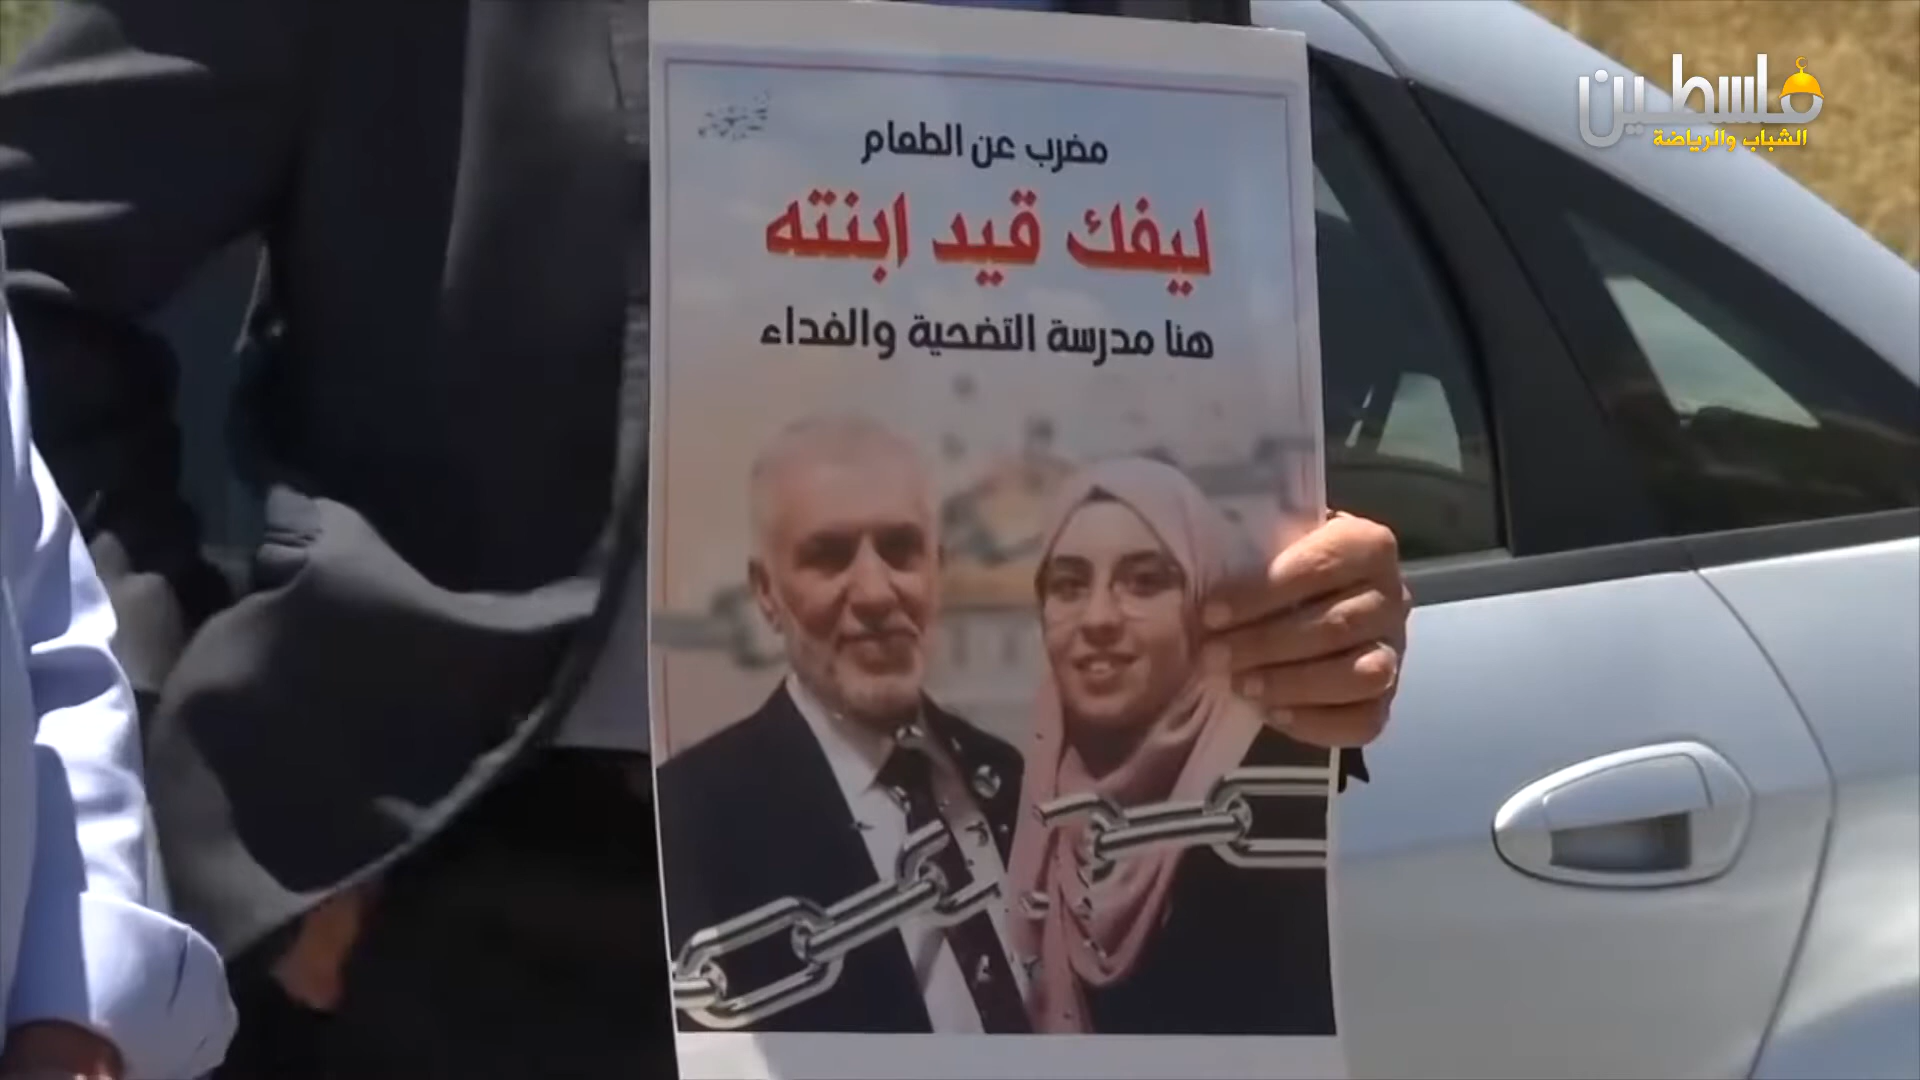 مضرب عن الطعام
ليفك قيد ابنته
هنا مدرسة التضحية والفداء
فلسطين
الشباب والرياضة